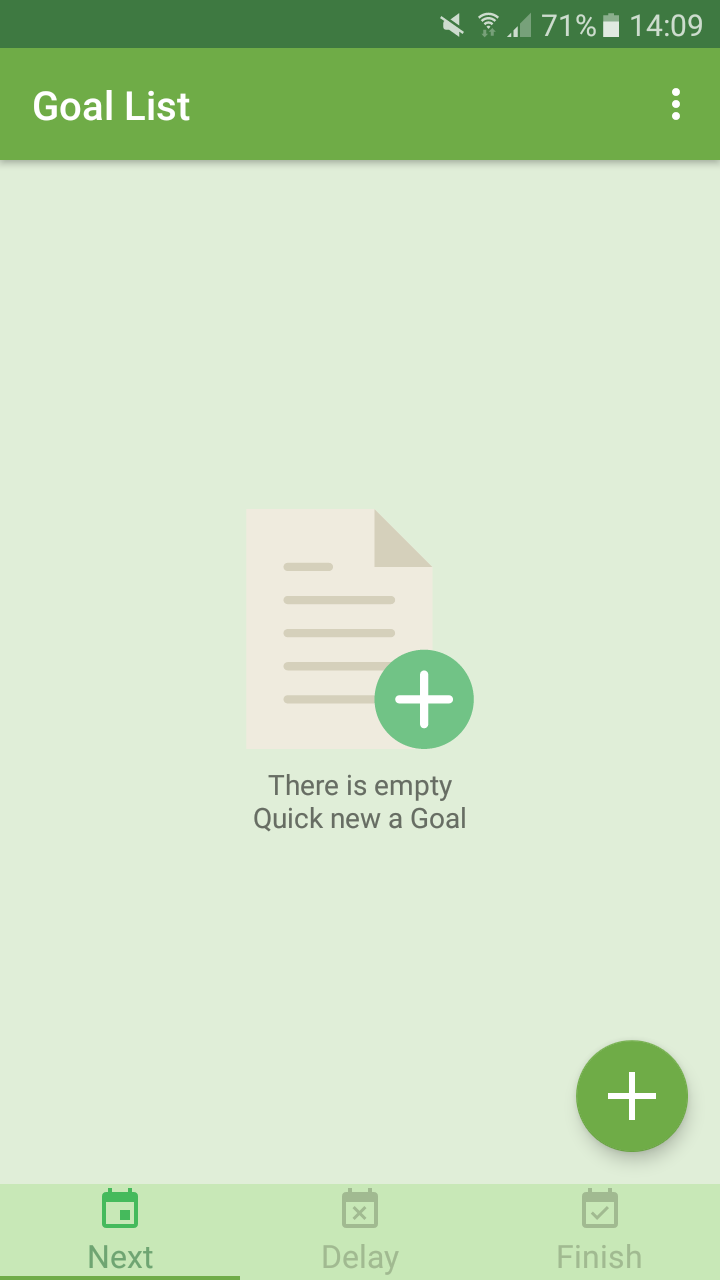 71% 14:09
Goal List
There is empty
Quick new a Goal
Next Delay Finish